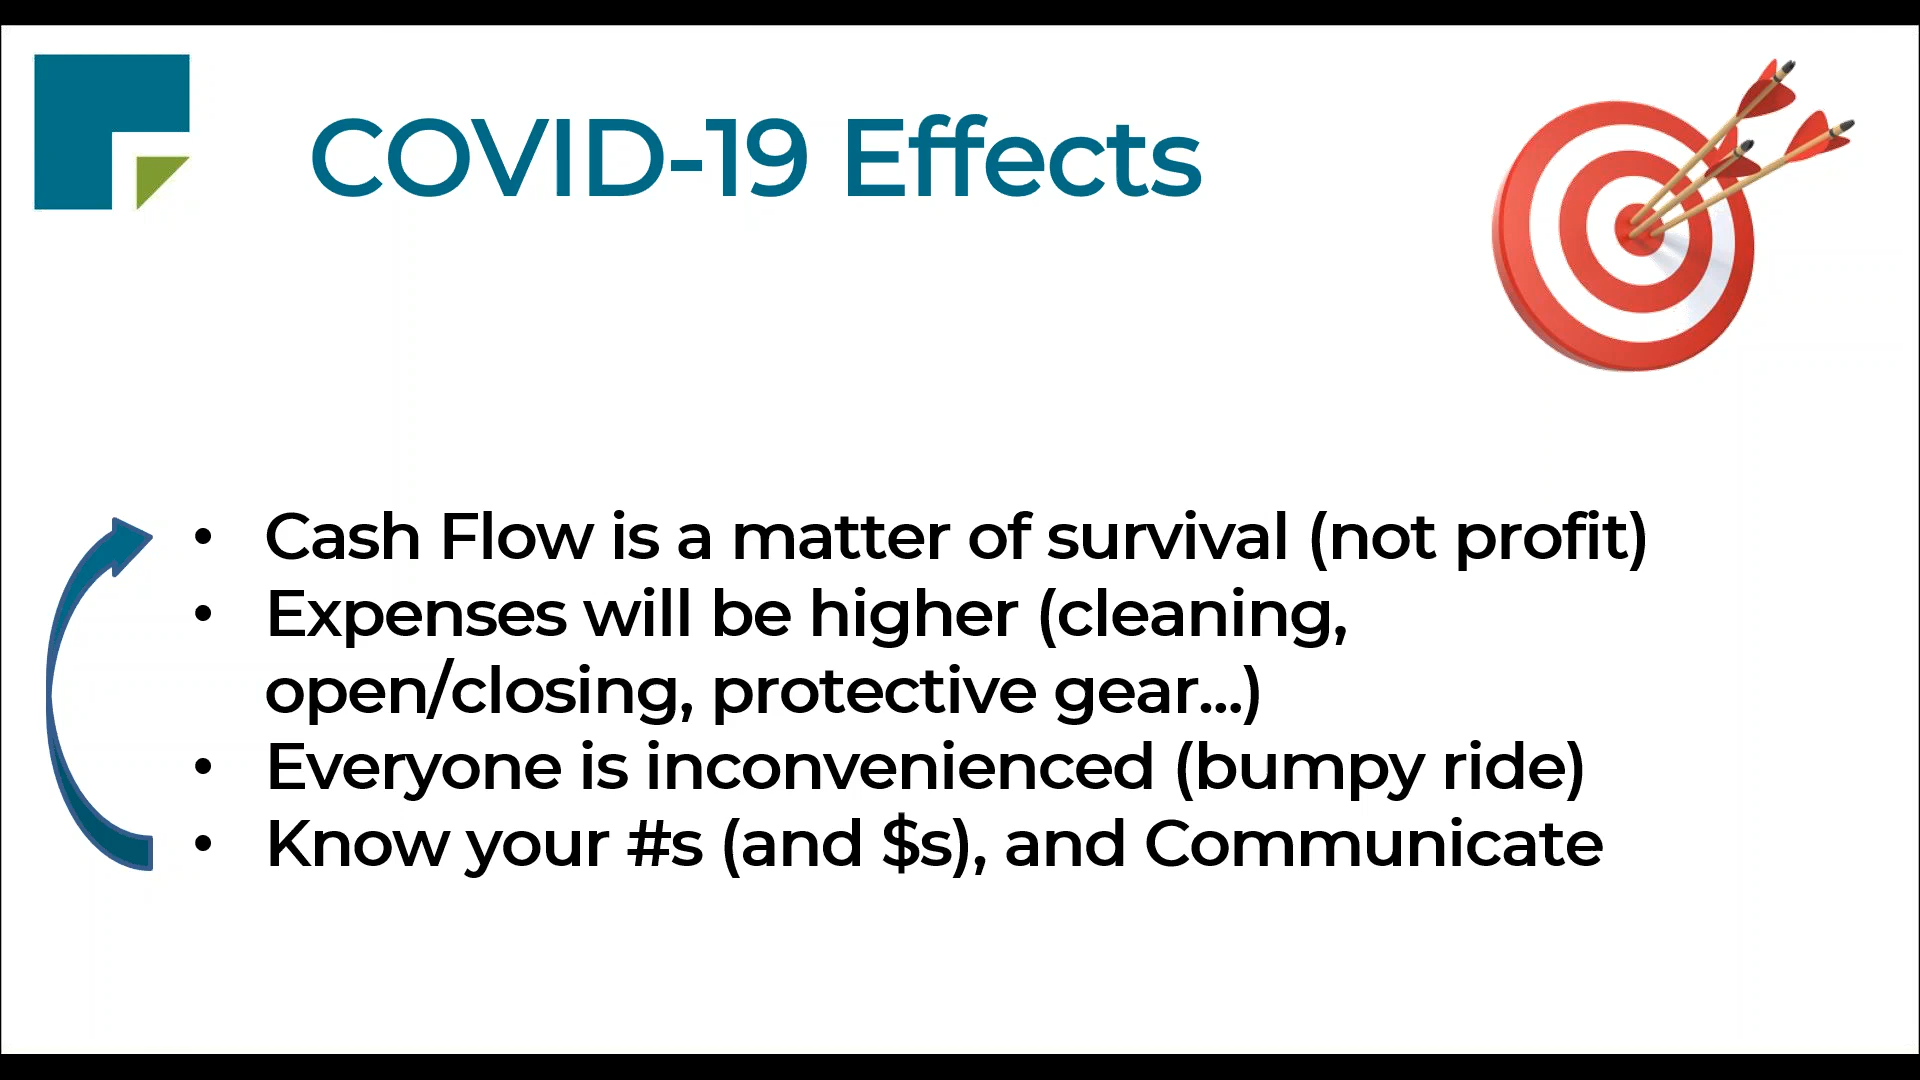 COVID-19 Effects
• Cash Flow is a matter of survival (not profit)
• Expenses will be higher (cleaning,
open/closing, protective gear...)
• Everyone is inconvenienced (bumpy ride)
• Know your #s (and $s), and Communicate